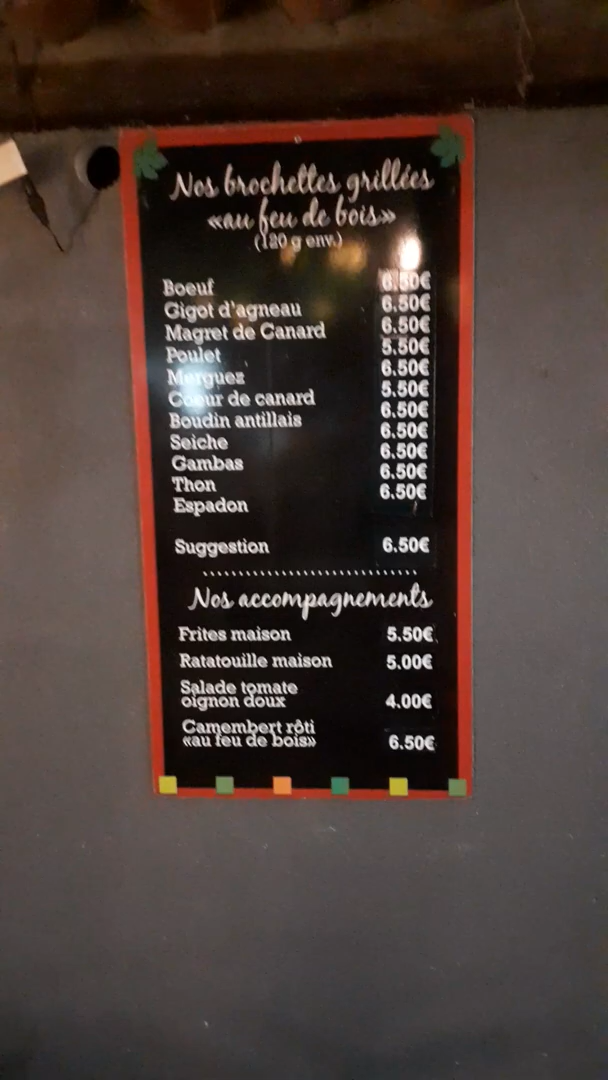 Nos brochettes grillées
«au feu de bois»
(120 g env.)
Boeuf 6.50€
Gigot d'agneau 6.50€
Magret de Canard 6.50€
Poulet 5.50€
Merguez 6.50€
Coeur de canard 5.50€
Boudin antillais 6.50€
Seiche 6.50€
Gambas 6.50€
Thon 6.50€
Espadon 6.50€
Suggestion 6.50€
Nos accompagnements
Frites maison 5.50€
Ratatouille maison 5.00€
Salade tomate
oignon doux 4.00€
Camembert rôti
«au feu de bois» 6.50€